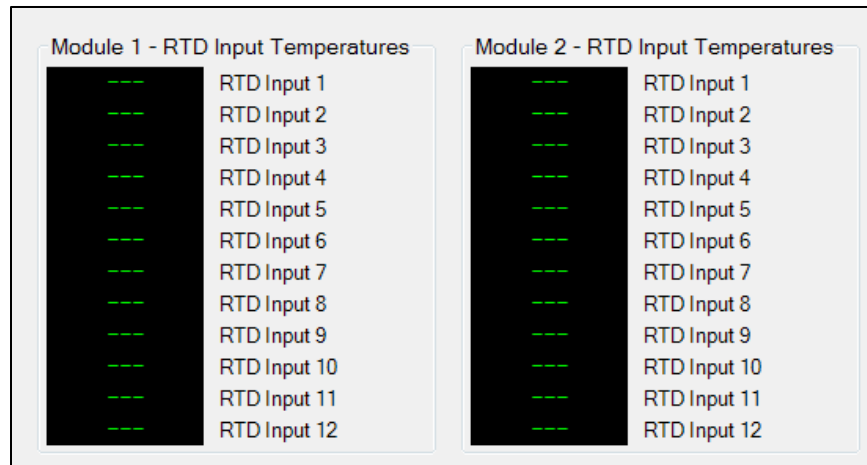 Module 1 - RTD Input Temperatures
--- RTD Input 1
--- RTD Input 2
--- RTD Input 3
--- RTD Input 4
--- RTD Input 5
--- RTD Input 6
--- RTD Input 7
--- RTD Input 8
--- RTD Input 9
--- RTD Input 10
--- RTD Input 11
--- RTD Input 12
Module 2 - RTD Input Temperatures
--- RTD Input 1
--- RTD Input 2
--- RTD Input 3
--- RTD Input 4
--- RTD Input 5
--- RTD Input 6
--- RTD Input 7
--- RTD Input 8
--- RTD Input 9
--- RTD Input 10
--- RTD Input 11
--- RTD Input 12